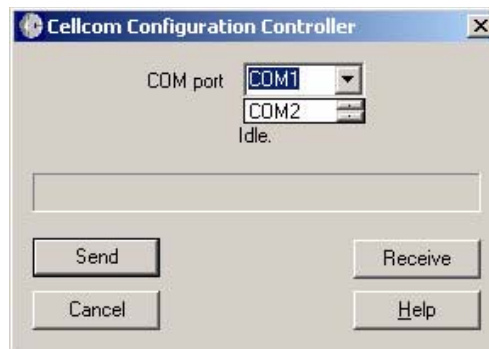 Cellcom Configuration Controller
COM port COM1
COM2
Idle.
Send Receive
Cancel Help